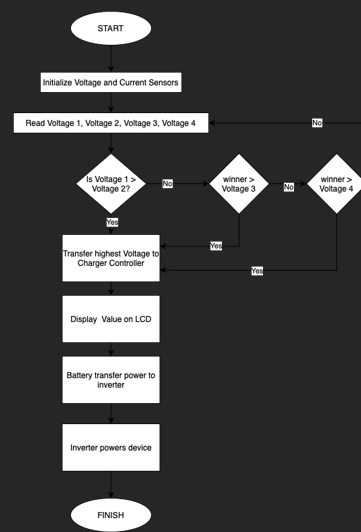 START
Initialize Voltage and Current Sensors
Read Voltage 1, Voltage 2, Voltage 3, Voltage 4
No
Is Voltage 1 >
Voltage 2?
No
winner >
Voltage 3
No
winner >
Voltage 4
Yes
Yes
Transfer highest Voltage to
Charger Controller
Yes
Display Value on LCD
Battery transfer power to
inverter
Inverter powers device
FINISH